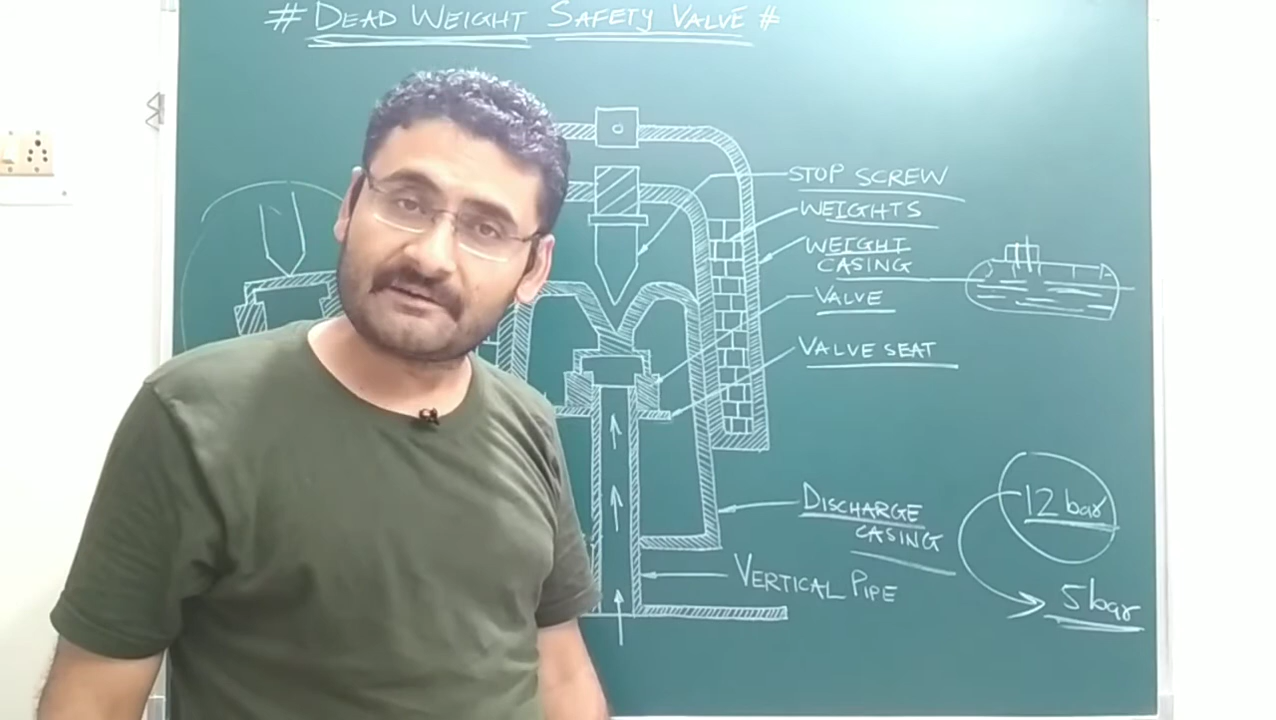 # DEAD WEIGHT SAFETY VALVE #
STOP SCREW
WEIGHTS
WEIGHT
CASING
VALVE
VALVE SEAT
DISCHARGE
CASING
VERTICAL PIPE
12 bar
5 bar